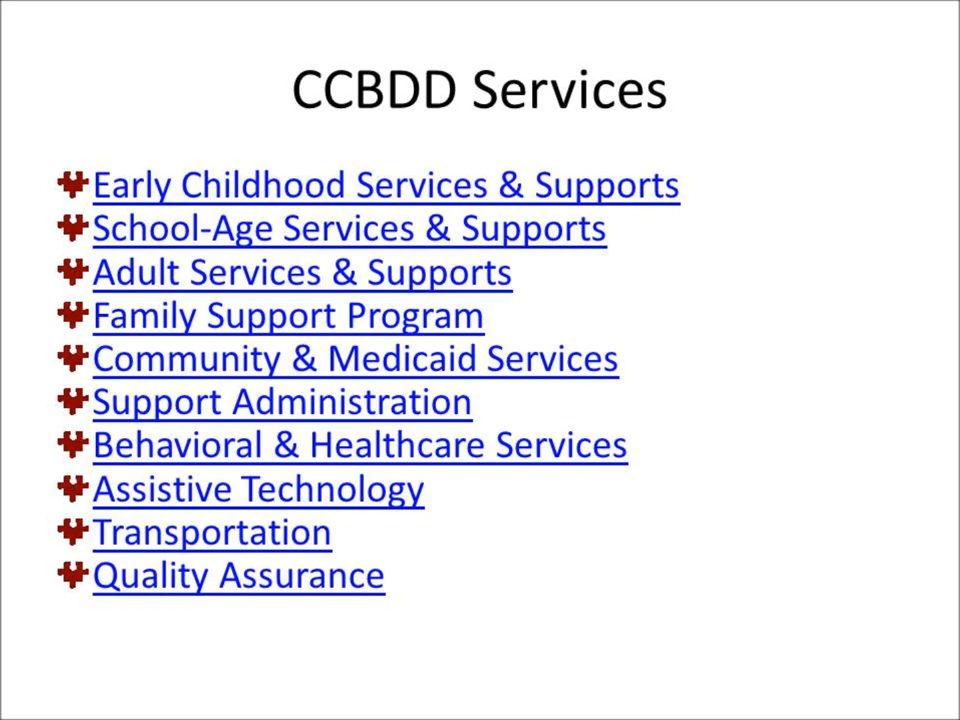 CCBDD Services
Early Childhood Services & Supports
School-Age Services & Supports
Adult Services & Supports
Family Support Program
Community & Medicaid Services
Support Administration
Behavioral & Healthcare Services
Assistive Technology
Transportation
Quality Assurance